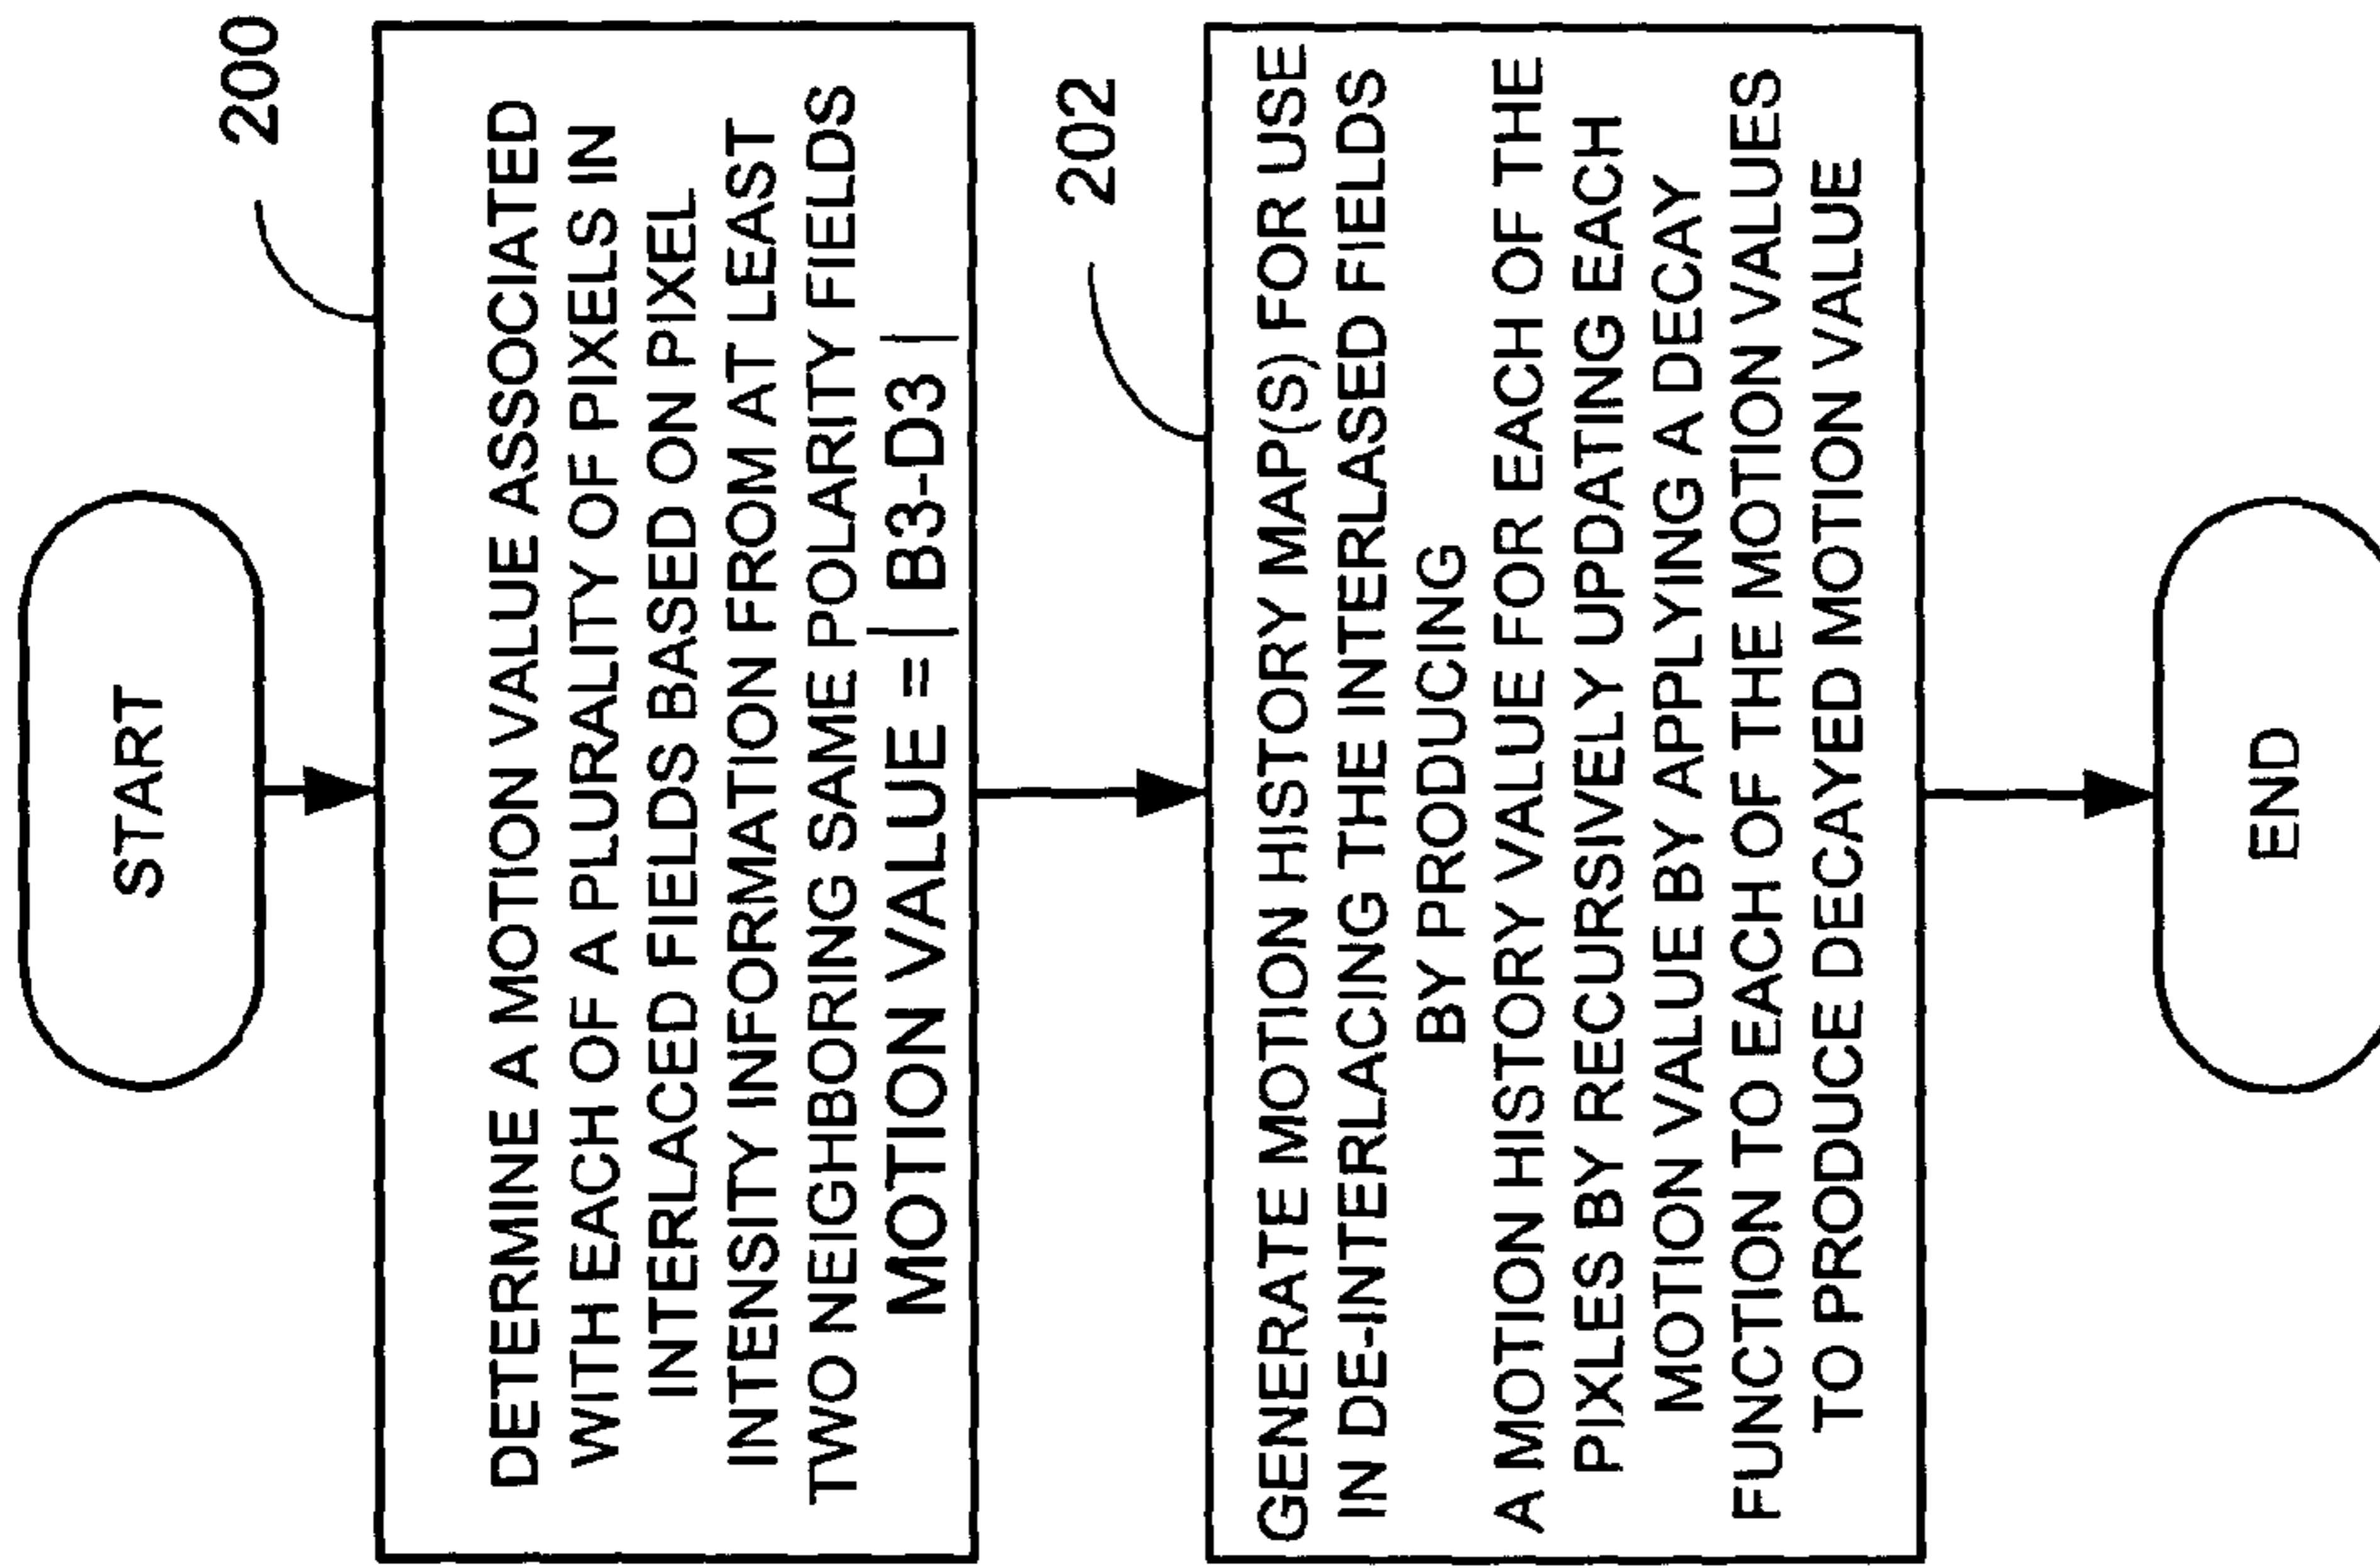 START
200
DETERMINE A MOTION VALUE ASSOCIATED
WITH EACH OF A PLURALITY OF PIXELS IN
INTERLACED FIELDS BASED ON PIXEL
INTENSITY INFORMATION FROM AT LEAST
TWO NEIGHBORING SAME POLARITY FIELDS
MOTION VALUE = | B3-D3 |
202
GENERATE MOTION HISTORY MAP(S) FOR USE
IN DE-INTERLACING THE INTERLASED FIELDS
BY PRODUCING
A MOTION HISTORY VALUE FOR EACH OF THE
PIXLES BY RECURSIVELY UPDATING EACH
MOTION VALUE BY APPLYING A DECAY
FUNCTION TO EACH OF THE MOTION VALUES
TO PRODUCE DECAYED MOTION VALUE
END